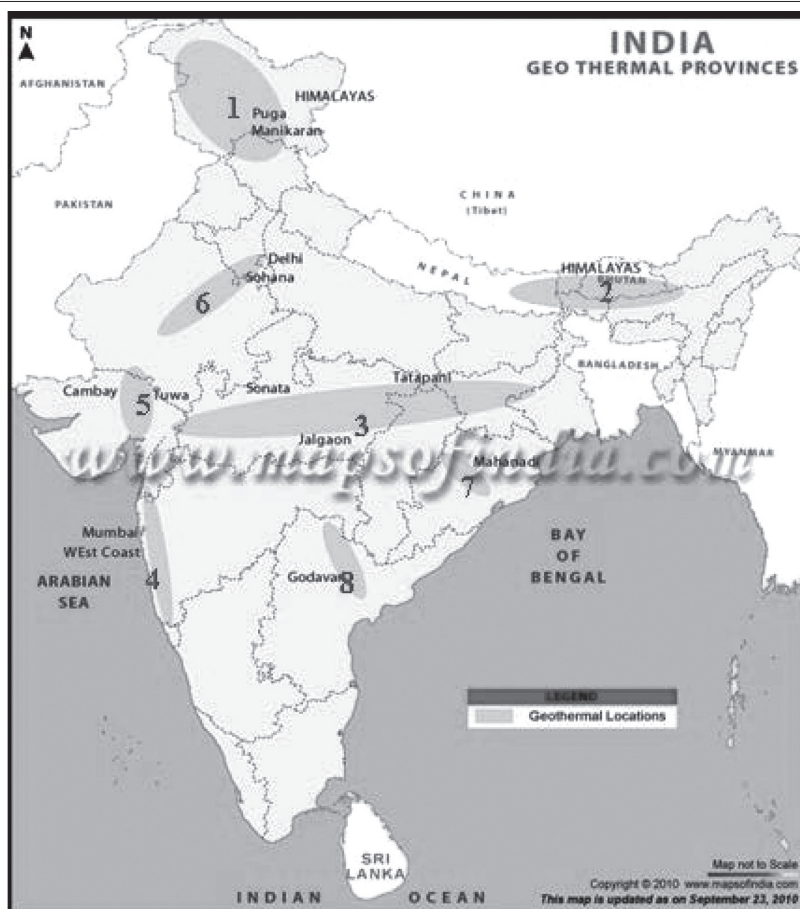 N
INDIA
GEO THERMAL PROVINCES
AFGHANISTAN
HIMALAYAS
1
Puga
Manikaran
PAKISTAN
CHINA
(Tibet)
NEPAL
Delhi
Sohana
HIMALAYAS
BHUTAN
2
6
BANGLADESH
Tatapani
Cambay
Tuwa
Sonata
5
3
Jalgaon
www.mapsofindia.com
MYANMAR
Mahanadi
7
Mumbai
WEst Coast
BAY
OF
BENGAL
ARABIAN
SEA
4
Godavari
8
LEGEND
Geothermal Locations
SRI
LANKA
INDIAN OCEAN
Map not to Scale
Copyright © 2010 www.mapsofindia.com
This map is updated as on September 23, 2010